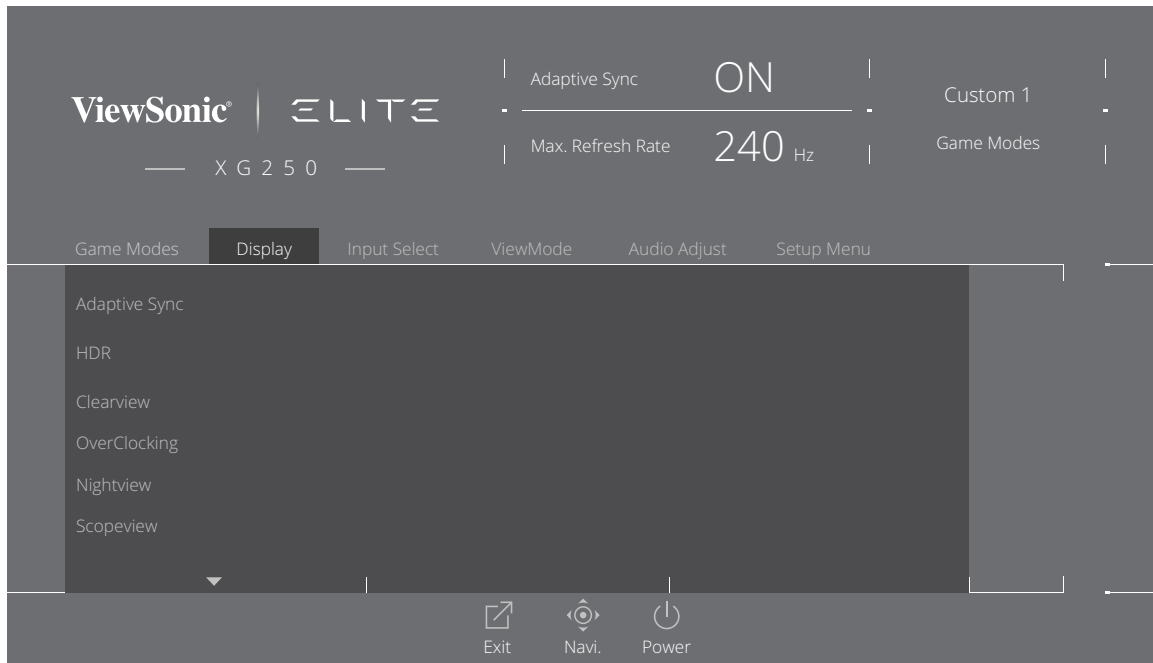 ViewSonic® ELITE
XG250
Adaptive Sync ON
Max. Refresh Rate 240 Hz
Custom 1
Game Modes
Game Modes Display Input Select ViewMode Audio Adjust Setup Menu
Adaptive Sync
HDR
Clearview
OverClocking
Nightview
Scopeview
Exit Navi. Power